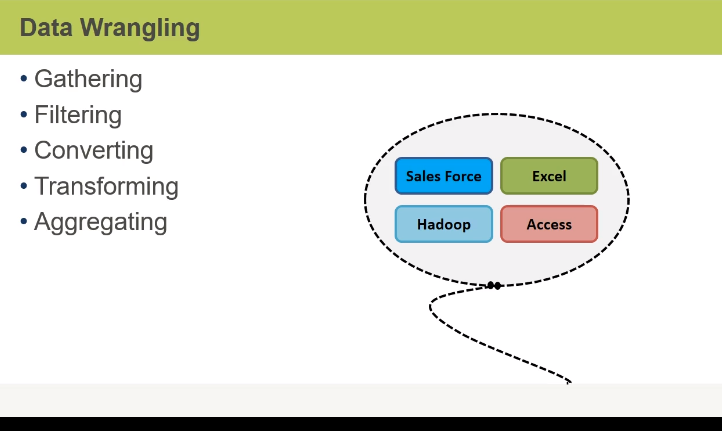 Data Wrangling
• Gathering
• Filtering
• Converting
• Transforming
• Aggregating
Sales Force
Excel
Hadoop
Access